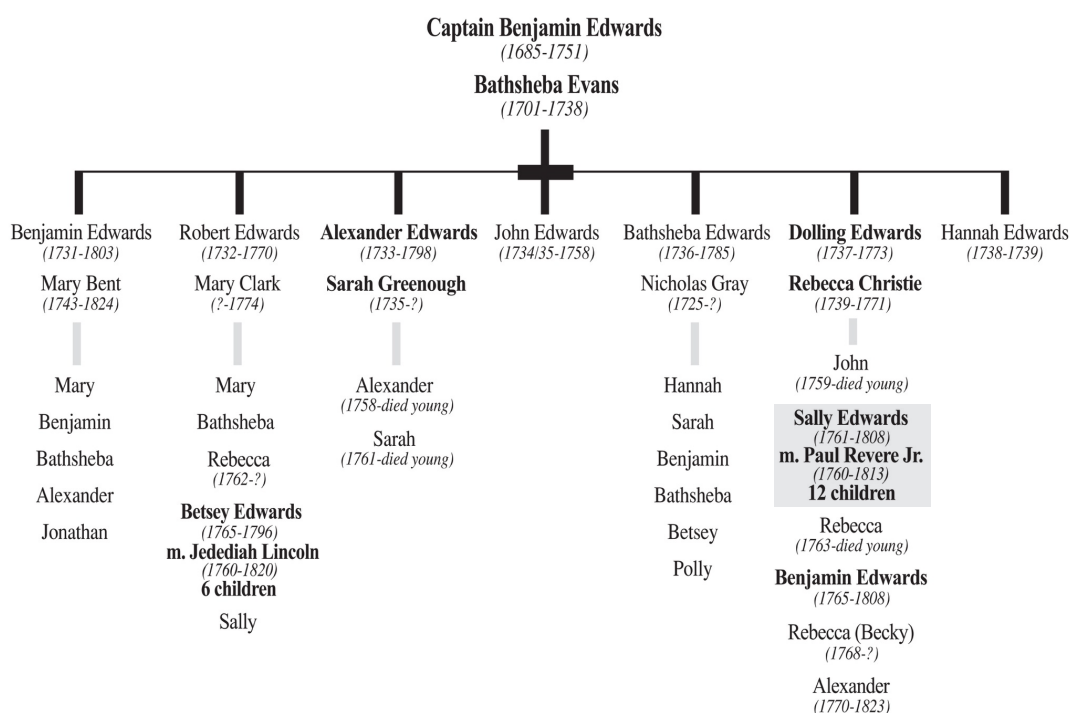 Captain Benjamin Edwards
(1685-1751)
Bathsheba Evans
(1701-1738)
Benjamin Edwards
(1731-1803)
Mary Bent
(1743-1824)
Mary
Benjamin
Bathsheba
Alexander
Jonathan
Robert Edwards
(1732-1770)
Mary Clark
(?-1774)
Mary
Bathsheba
Rebecca
(1762-?)
Betsey Edwards
(1765-1796)
m. Jedediah Lincoln
(1760-1820)
6 children
Sally
Alexander Edwards
(1733-1798)
Sarah Greenough
(1735-?)
Alexander
(1758-died young)
Sarah
(1761-died young)
John Edwards
(1734/35-1758)
Bathsheba Edwards
(1736-1785)
Nicholas Gray
(1725-?)
Hannah
Sarah
Benjamin
Bathsheba
Betsey
Polly
Dolling Edwards
(1737-1773)
Rebecca Christie
(1739-1771)
John
(1759-died young)
Sally Edwards
(1761-1808)
m. Paul Revere Jr.
(1760-1813)
12 children
Rebecca
(1763-died young)
Benjamin Edwards
(1765-1808)
Rebecca (Becky)
(1768-?)
Alexander
(1770-1823)
Hannah Edwards
(1738-1739)